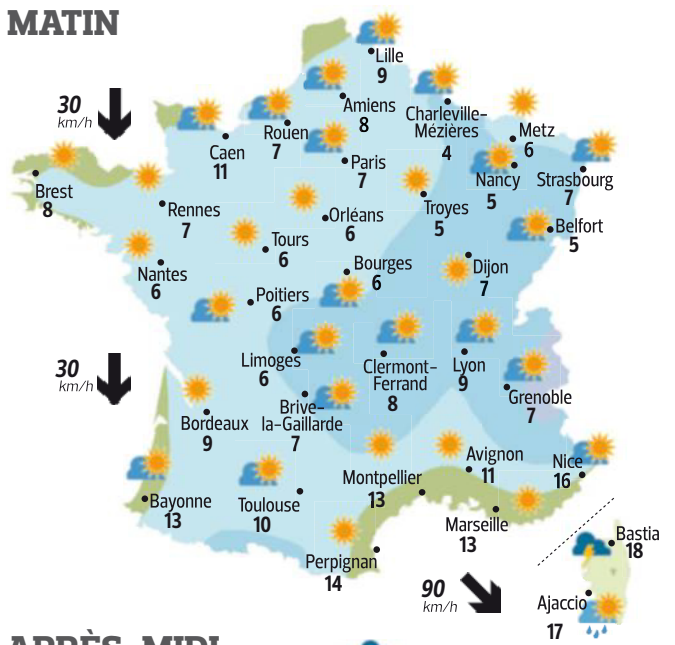 MATIN
Lille
9
30
km/h
Amiens
8
Charleville-
Mézières
4
Metz
6
Rouen
7
Caen
11
Paris
7
Nancy
5
Strasbourg
7
Brest
8
Rennes
7
Orléans
6
Troyes
5
Belfort
5
Tours
6
Nantes
6
Bourges
6
Dijon
7
Poitiers
6
30
km/h
Limoges
6
Clermont-
Ferrand
8
Lyon
9
Grenoble
7
Bordeaux
9
Brive-
la-Gaillarde
7
Avignon
11
Nice
16
Montpellier
13
Bayonne
13
Toulouse
10
Marseille
13
Bastia
18
Perpignan
14
90
km/h
Ajaccio
17
APRÈS-MIDI